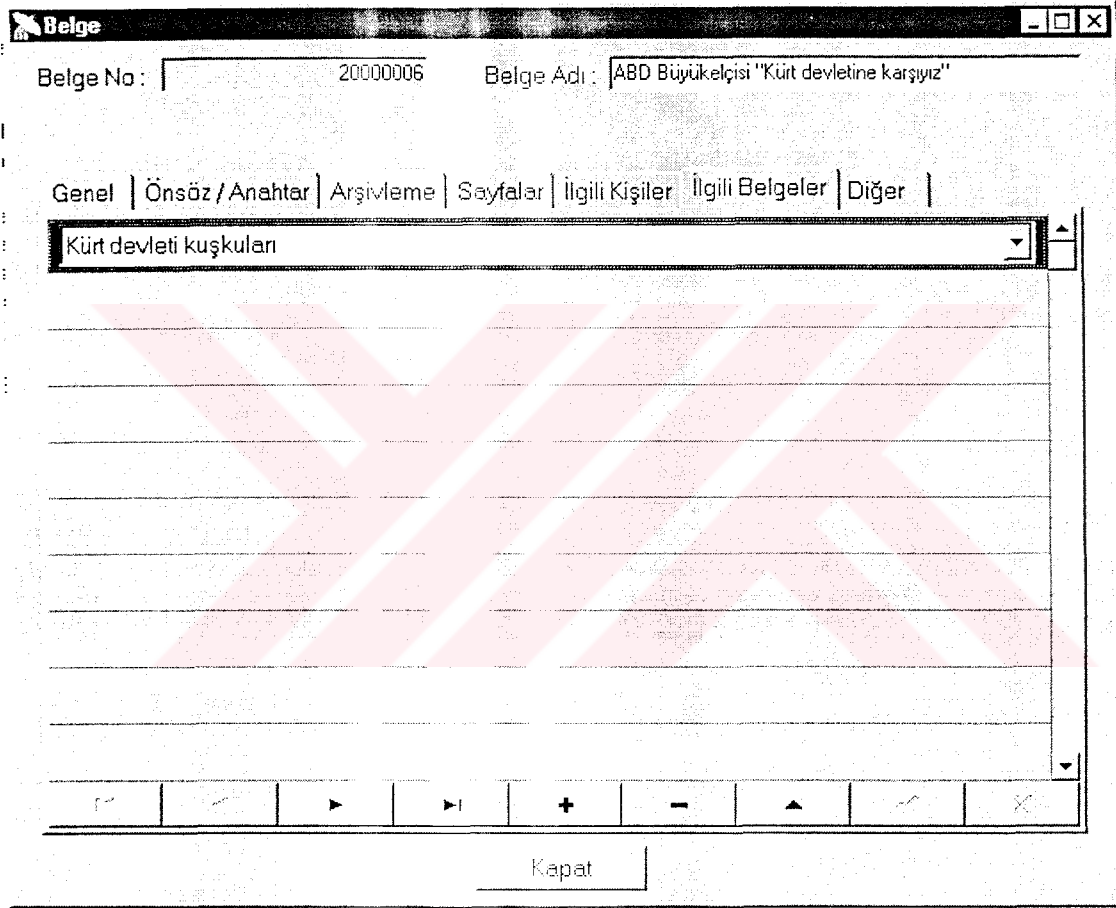 Belge
Belge No : 20000006 Belge Adı : ABD Büyükelçisi "Kürt devletine karşıyız"
Genel Önsöz / Anahtar Arşivleme Sayfalar İlgili Kişiler İlgili Belgeler Diğer
Kürt devleti kuşkuları
Kapat